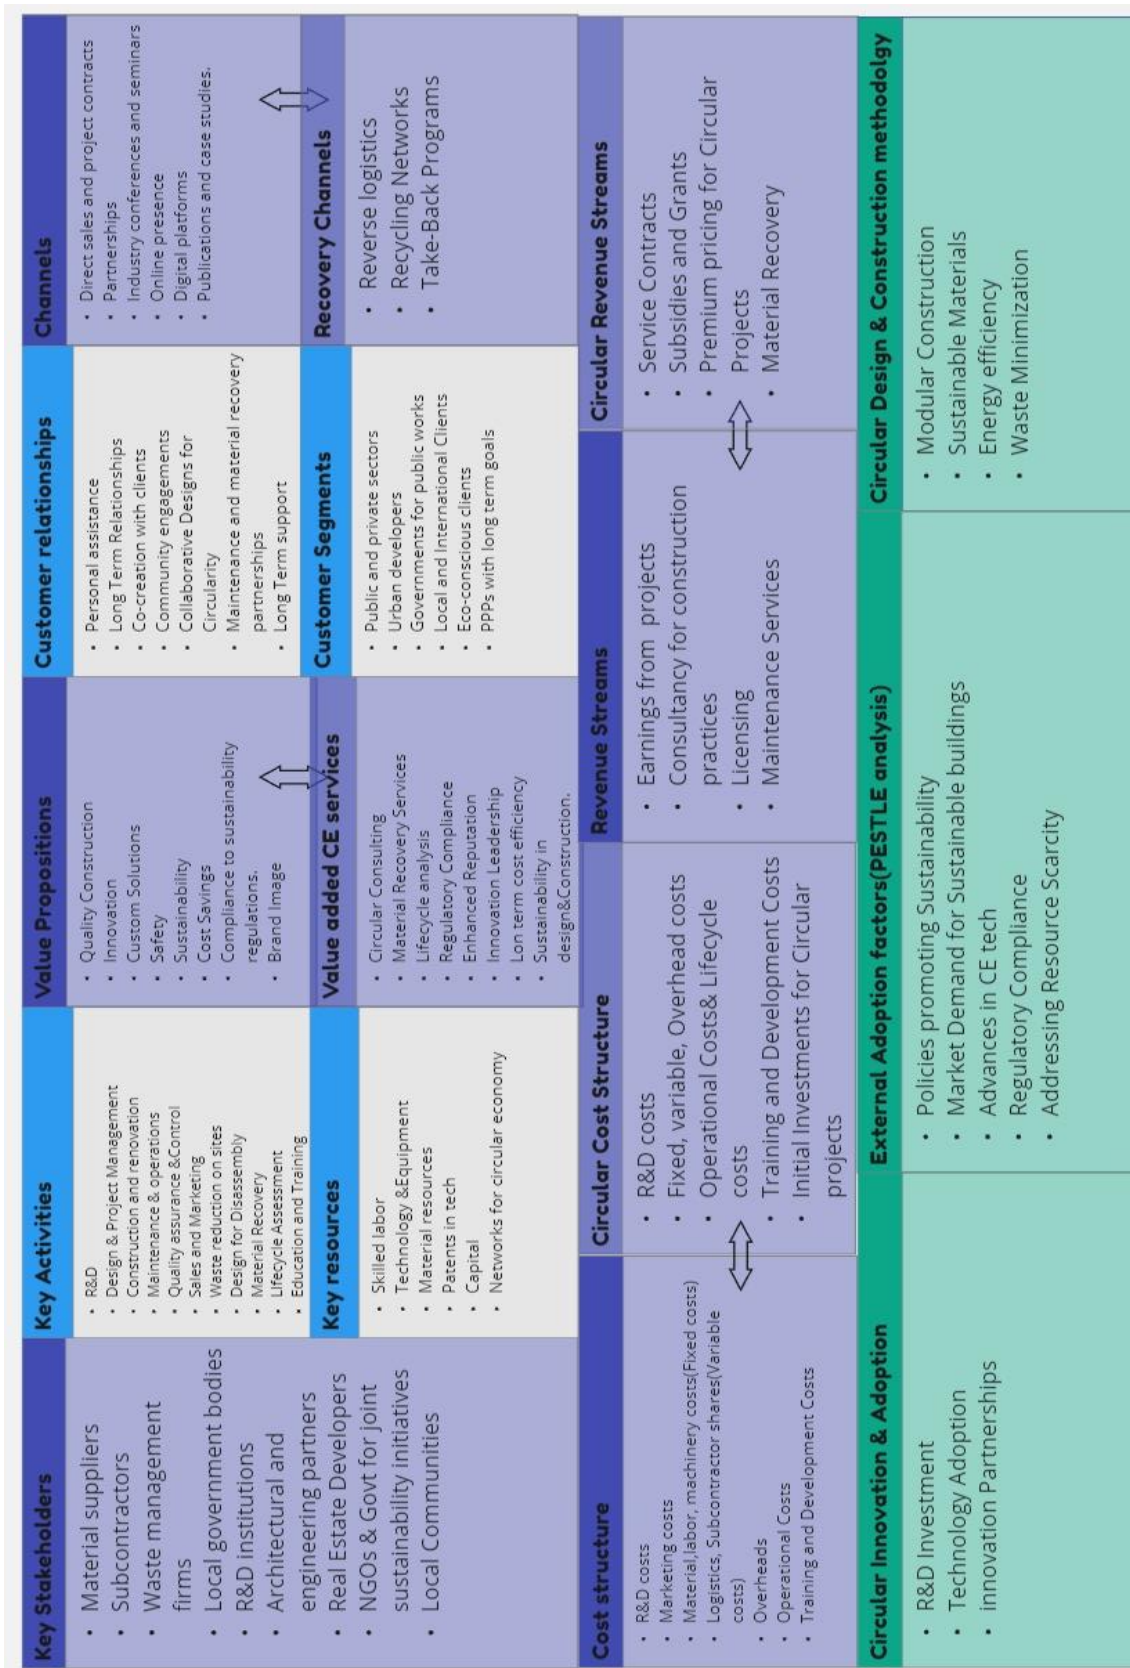 Key Stakeholders
• Material suppliers
• Subcontractors
• Waste management
firms
• Local government bodies
• R&D institutions
• Architectural and
engineering partners
• Real Estate Developers
• NGOs & Govt for joint
sustainability initiatives
• Local Communities
Key Activities
• R&D
• Design & Project Management
• Construction and renovation
• Maintenance & operations
• Quality assurance &Control
• Sales and Marketing
• Waste reduction on sites
• Design for Disassembly
• Material Recovery
• Lifecycle Assessment
• Education and Training
Key resources
• Skilled labor
• Technology &Equipment
• Material resources
• Patents in tech
• Capital
• Networks for circular economy
Value Propositions
• Quality Construction
• Innovation
• Custom Solutions
• Safety
• Sustainability
• Cost Savings
• Compliance to sustainability
regulations.
• Brand Image
Value added CE services
• Circular Consulting
• Material Recovery Services
• Lifecycle analysis
• Regulatory Compliance
• Enhanced Reputation
• Innovation Leadership
• Lon term cost efficiency
• Sustainability in
design&Construction.
Customer relationships
• Personal assistance
• Long Term Relationships
• Co-creation with clients
• Community engagements
• Collaborative Designs for
Circularity
• Maintenance and material recovery
partnerships
• Long Term support
Customer Segments
• Public and private sectors
• Urban developers
• Governments for public works
• Local and International Clients
• Eco-conscious clients
• PPPs with long term goals
Channels
• Direct sales and project contracts
• Partnerships
• Industry conferences and seminars
• Online presence
• Digital platforms
• Publications and case studies.
Recovery Channels
• Reverse logistics
• Recycling Networks
• Take-Back Programs
Cost structure
• R&D costs
• Marketing costs
• Material,labor, machinery costs(Fixed costs)
• Logistics, Subcontractor shares(Variable
costs)
• Overheads
• Operational Costs
• Training and Development Costs
Circular Cost Structure
• R&D costs
• Fixed, variable, Overhead costs
• Operational Costs& Lifecycle
costs
• Training and Development Costs
• Initial Investments for Circular
projects
Revenue Streams
• Earnings from projects
• Consultancy for construction
practices
• Licensing
• Maintenance Services
Circular Revenue Streams
• Service Contracts
• Subsidies and Grants
• Premium pricing for Circular
Projects
• Material Recovery
Circular Innovation & Adoption
• R&D Investment
• Technology Adoption
• innovation Partnerships
External Adoption factors(PESTLE analysis)
• Policies promoting Sustainability
• Market Demand for Sustainable buildings
• Advances in CE tech
• Regulatory Compliance
• Addressing Resource Scarcity
Circular Design & Construction methodolgy
• Modular Construction
• Sustainable Materials
• Energy efficiency
• Waste Minimization